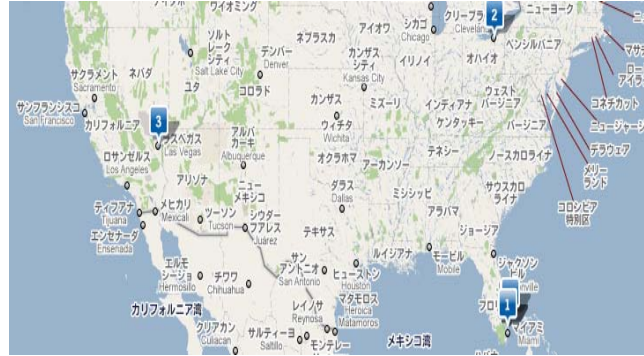 ワイオミング
ニューヨーク
2
シカゴ
Chicago
クリーブラ
Cleveland
ネブラスカ
アイオワ
ソルト
レーク
シティ
Salt Lake City
デンバー
Denver
オハイオ
ペンシルバニア
ネバダ
サクラメント
Sacramento
ユタ
カンザス
シティ
Kansas City
イリノイ
コロラド
サンフランシスコ
San Francisco
カリフォルニア
3
カンザス
ミズーリ
インディアナ
ウェスト
バージニア
ケンタッキー
バージニア
コネチカット
ニュージャージ
デラウェア
メリー
ランド
コロンビア
特別区
ラスベガス
Las Vegas
ウィチタ
Wichita
アルバ
カーキ
Albuquerque
オクラホマ
アーカンソー
テネシー
ノースカロライナ
ロサンゼルス
Los Angeles
アリゾナ
ニュー
メキシコ
ダラス
Dallas
ミシシッピ
アラバマ
サウスカロ
ライナ
ジョージア
ティフアナ
Tijuana
メヒカリ
Mexicali
ツーソン
Tucson
シウダー
フアレス
Juárez
テキサス
エンセナーダ
Ensenada
ルイジアナ
モービル
Mobile
ジャクソン
ビル
エルモ
シージョ
Hermosillo
チワワ
Chihuahua
サン
アントニオ
San Antonio
ヒューストン
Houston
カリフォルニア湾
レイノサ
Reynosa
マタモロス
Heroica
Matamoros
メキシコ湾
フロ
1
マイアミ
Miami
クリアカン
Culiacan
サルティーヨ
Saltillo
モンテレー